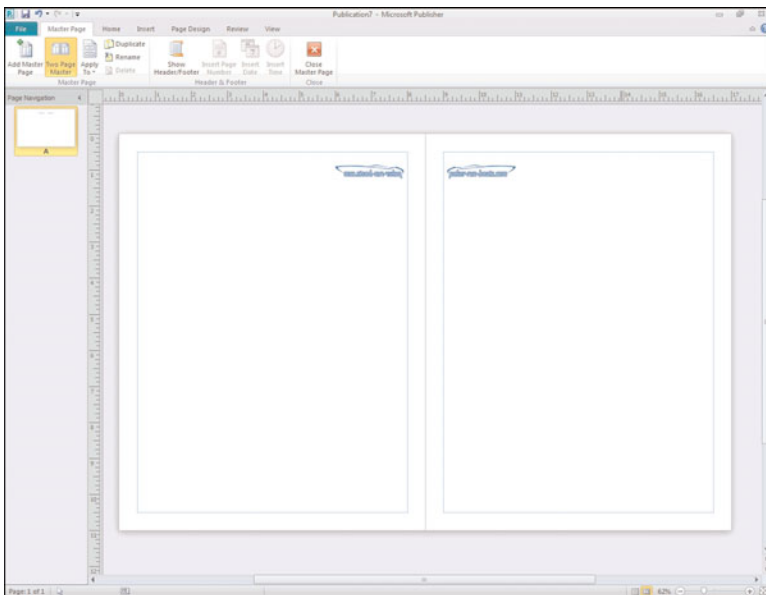 Publication7 - Microsoft Publisher
File Master Page Home Insert Page Design Review View
Add Master Page
Two Page Master
Apply To
Duplicate
Rename
Delete
Show Header/Footer
Insert Page Number
Insert Date
Insert Time
Close Master Page
Master Page Header & Footer Close
Page Navigation
A
Page: 1 of 1
62%